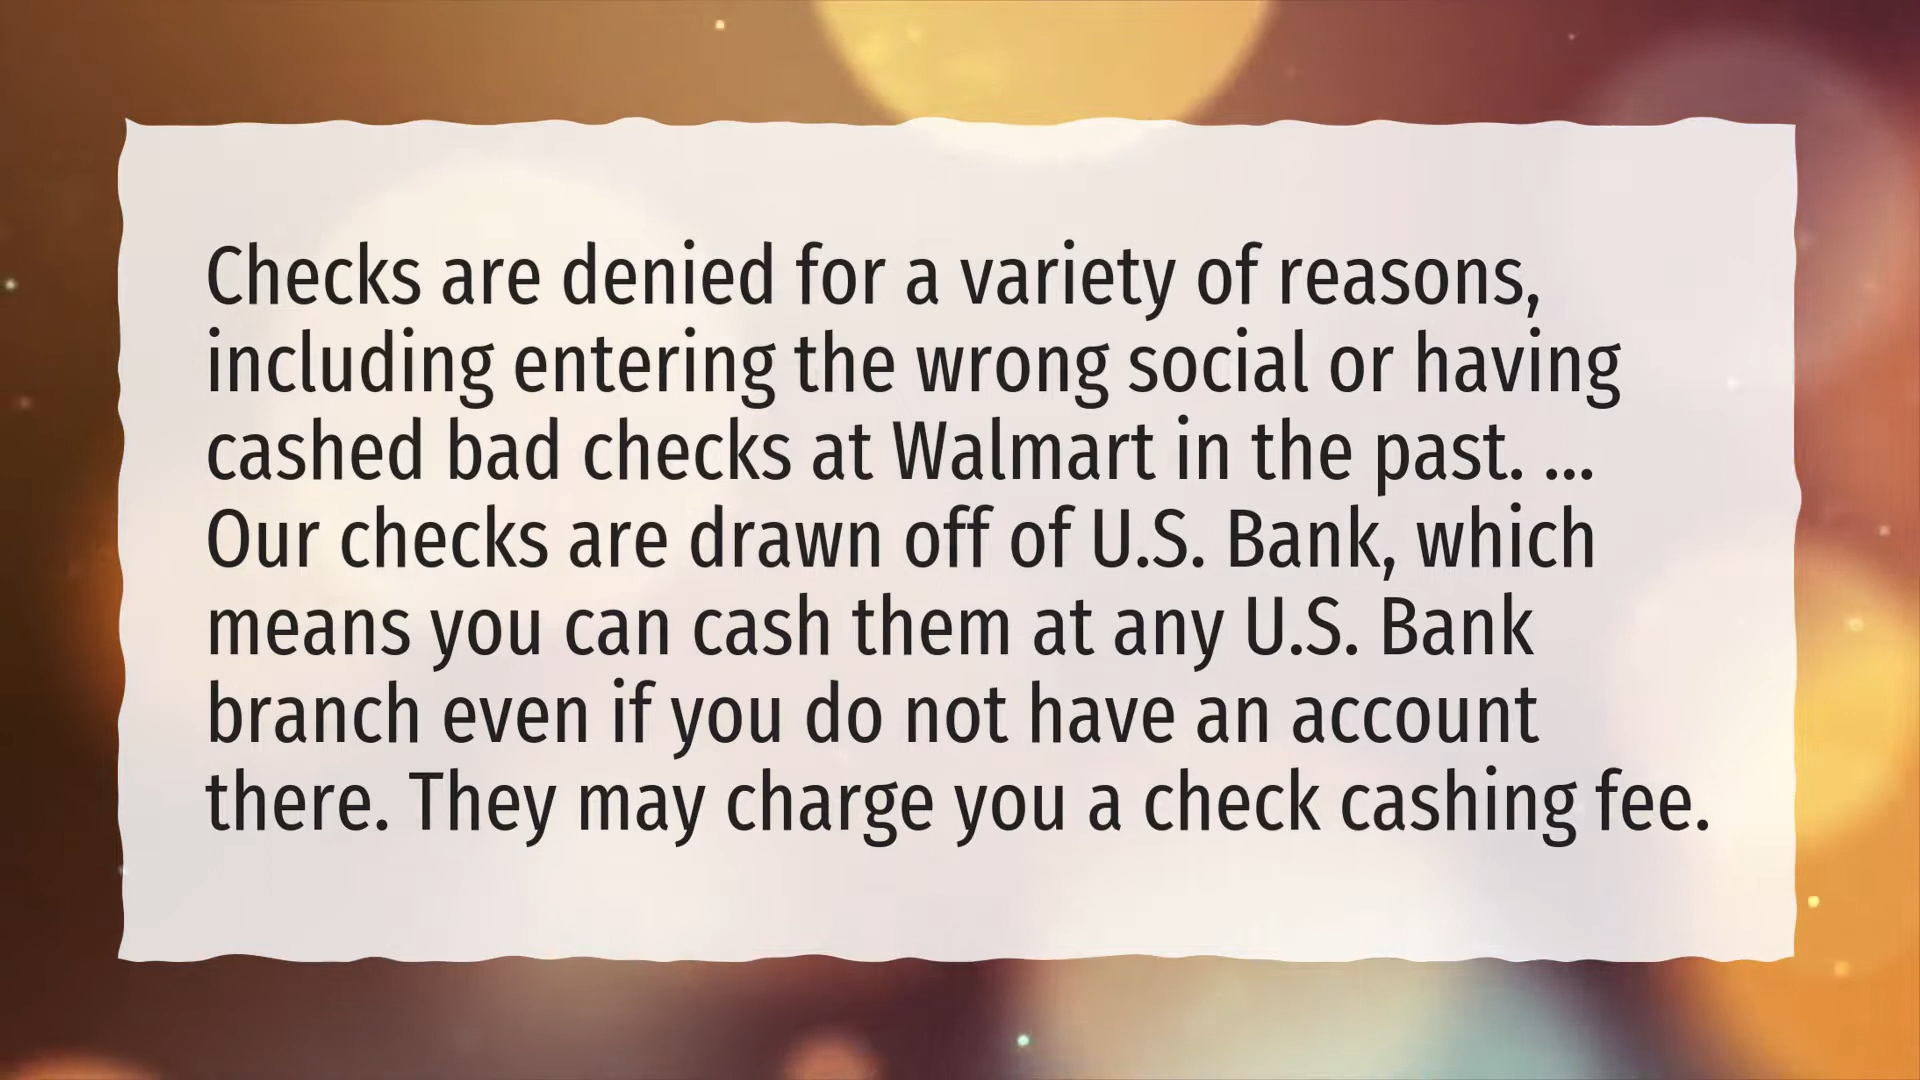 Checks are denied for a variety of reasons,
including entering the wrong social or having
cashed bad checks at Walmart in the past. ...
Our checks are drawn off of U.S. Bank, which
means you can cash them at any U.S. Bank
branch even if you do not have an account
there. They may charge you a check cashing fee.